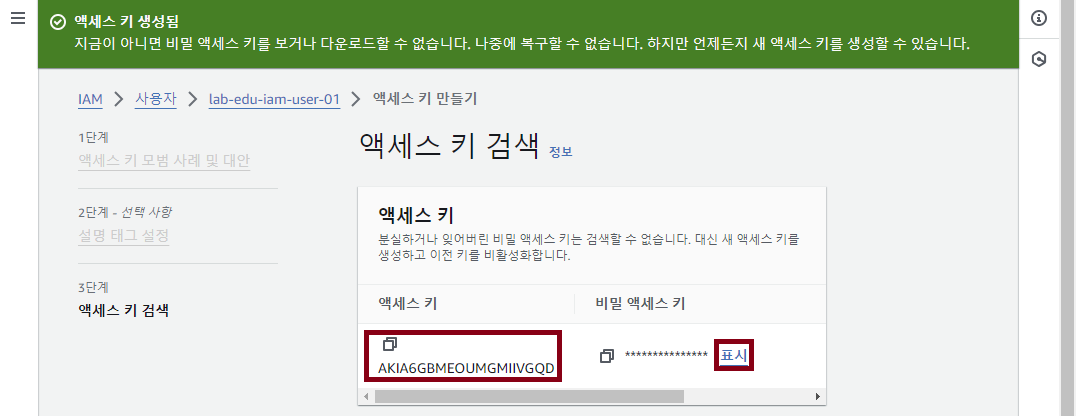 액세스 키 생성됨
지금이 아니면 비밀 액세스 키를 보거나 다운로드할 수 없습니다. 나중에 복구할 수 없습니다. 하지만 언제든지 새 액세스 키를 생성할 수 있습니다.
IAM > 사용자 > lab-edu-iam-user-01 > 액세스 키 만들기
1단계
액세스 키 모범 사례 및 대안
2단계 - 선택 사항
설명 태그 설정
3단계
액세스 키 검색
액세스 키 검색 정보
액세스 키
분실하거나 잊어버린 비밀 액세스 키는 검색할 수 없습니다. 대신 새 액세스 키를
생성하고 이전 키를 비활성화합니다.
액세스 키 비밀 액세스 키
AKIA6GBMEOUMGMIIVGQD
*************** 표시